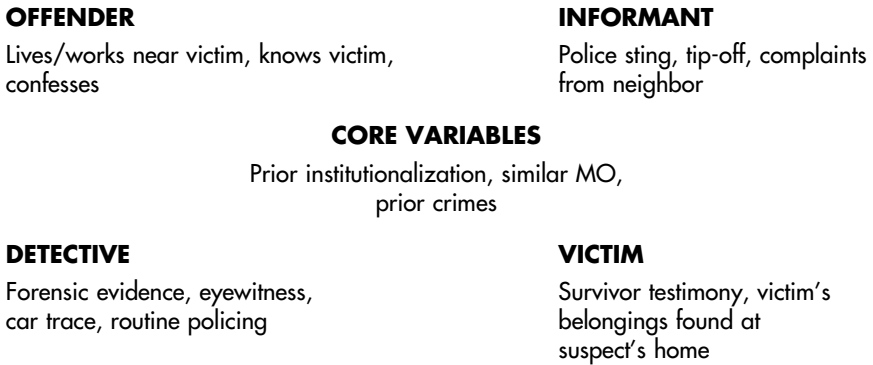 OFFENDER
Lives/works near victim, knows victim,
confesses
INFORMANT
Police sting, tip-off, complaints
from neighbor
CORE VARIABLES
Prior institutionalization, similar MO,
prior crimes
DETECTIVE
Forensic evidence, eyewitness,
car trace, routine policing
VICTIM
Survivor testimony, victim's
belongings found at
suspect's home